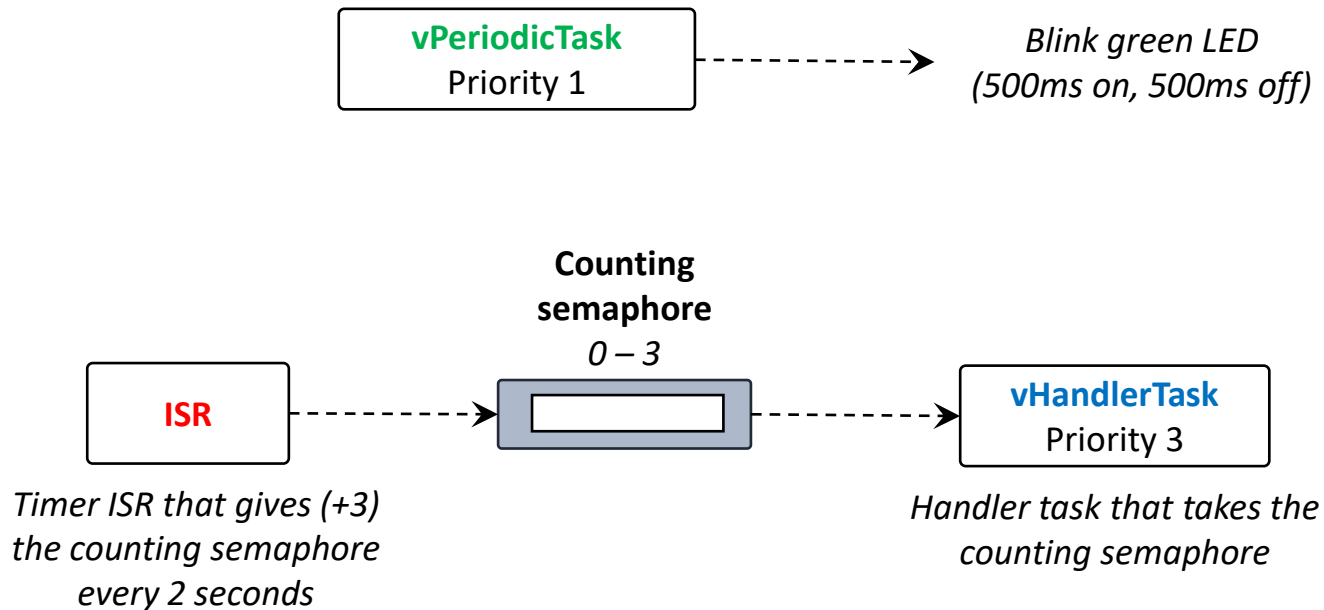 vPeriodicTask
Priority 1
Blink green LED
(500ms on, 500ms off)
Counting
semaphore
0 – 3
ISR
vHandlerTask
Priority 3
Timer ISR that gives (+3)
the counting semaphore
every 2 seconds
Handler task that takes the
counting semaphore